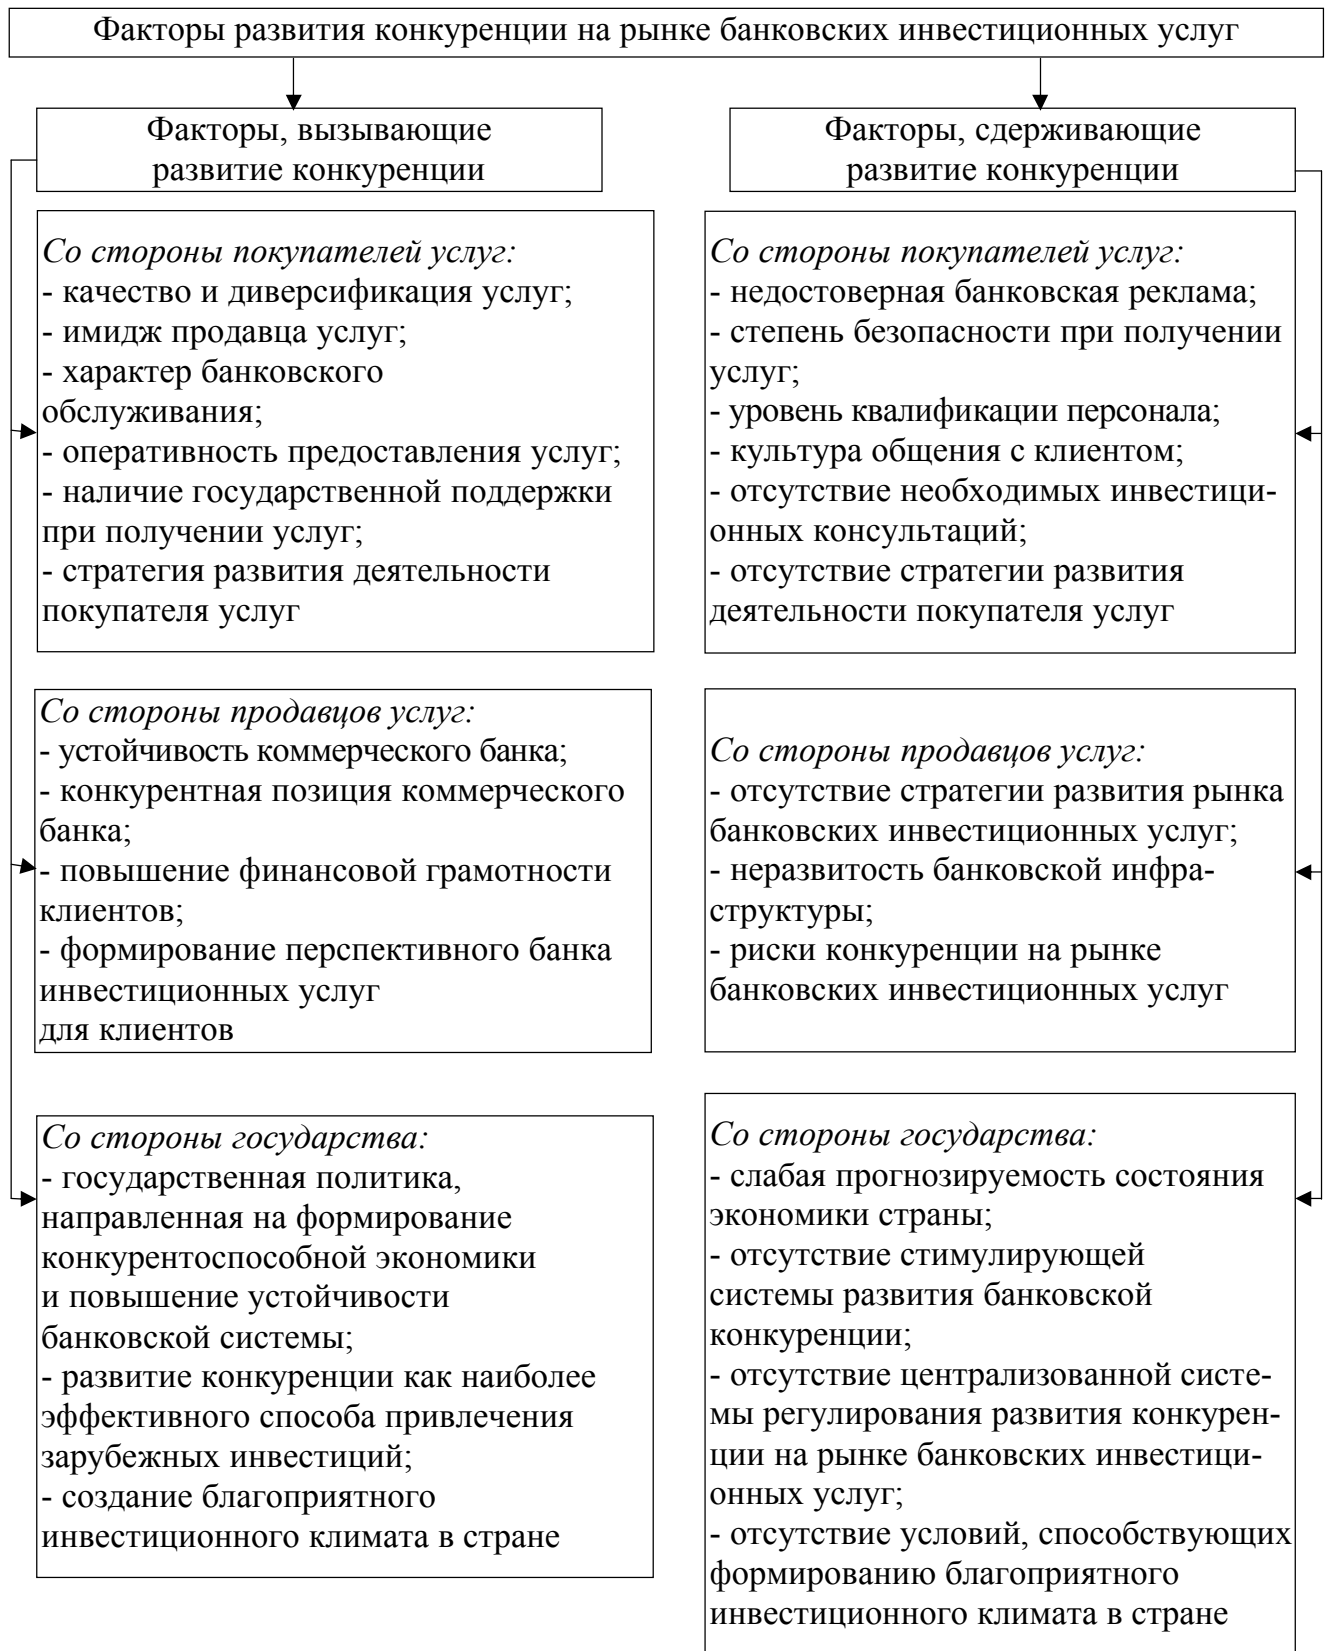 Факторы развития конкуренции на рынке банковских инвестиционных услуг
Факторы, вызывающие
развитие конкуренции
Со стороны покупателей услуг:
- качество и диверсификация услуг;
- имидж продавца услуг;
- характер банковского
обслуживания;
- оперативность предоставления услуг;
- наличие государственной поддержки
при получении услуг;
- стратегия развития деятельности
покупателя услуг
Со стороны продавцов услуг:
- устойчивость коммерческого банка;
- конкурентная позиция коммерческого
банка;
- повышение финансовой грамотности
клиентов;
- формирование перспективного банка
инвестиционных услуг
для клиентов
Со стороны государства:
- государственная политика,
направленная на формирование
конкурентоспособной экономики
и повышение устойчивости
банковской системы;
- развитие конкуренции как наиболее
эффективного способа привлечения
зарубежных инвестиций;
- создание благоприятного
инвестиционного климата в стране
Факторы, сдерживающие
развитие конкуренции
Со стороны покупателей услуг:
- недостоверная банковская реклама;
- степень безопасности при получении
услуг;
- уровень квалификации персонала;
- культура общения с клиентом;
- отсутствие необходимых инвестици-
онных консультаций;
- отсутствие стратегии развития
деятельности покупателя услуг
Со стороны продавцов услуг:
- отсутствие стратегии развития рынка
банковских инвестиционных услуг;
- неразвитость банковской инфра-
структуры;
- риски конкуренции на рынке
банковских инвестиционных услуг
Со стороны государства:
- слабая прогнозируемость состояния
экономики страны;
- отсутствие стимулирующей
системы развития банковской
конкуренции;
- отсутствие централизованной систе-
мы регулирования развития конкурен-
ции на рынке банковских инвестици-
онных услуг;
- отсутствие условий, способствующих
формированию благоприятного
инвестиционного климата в стране